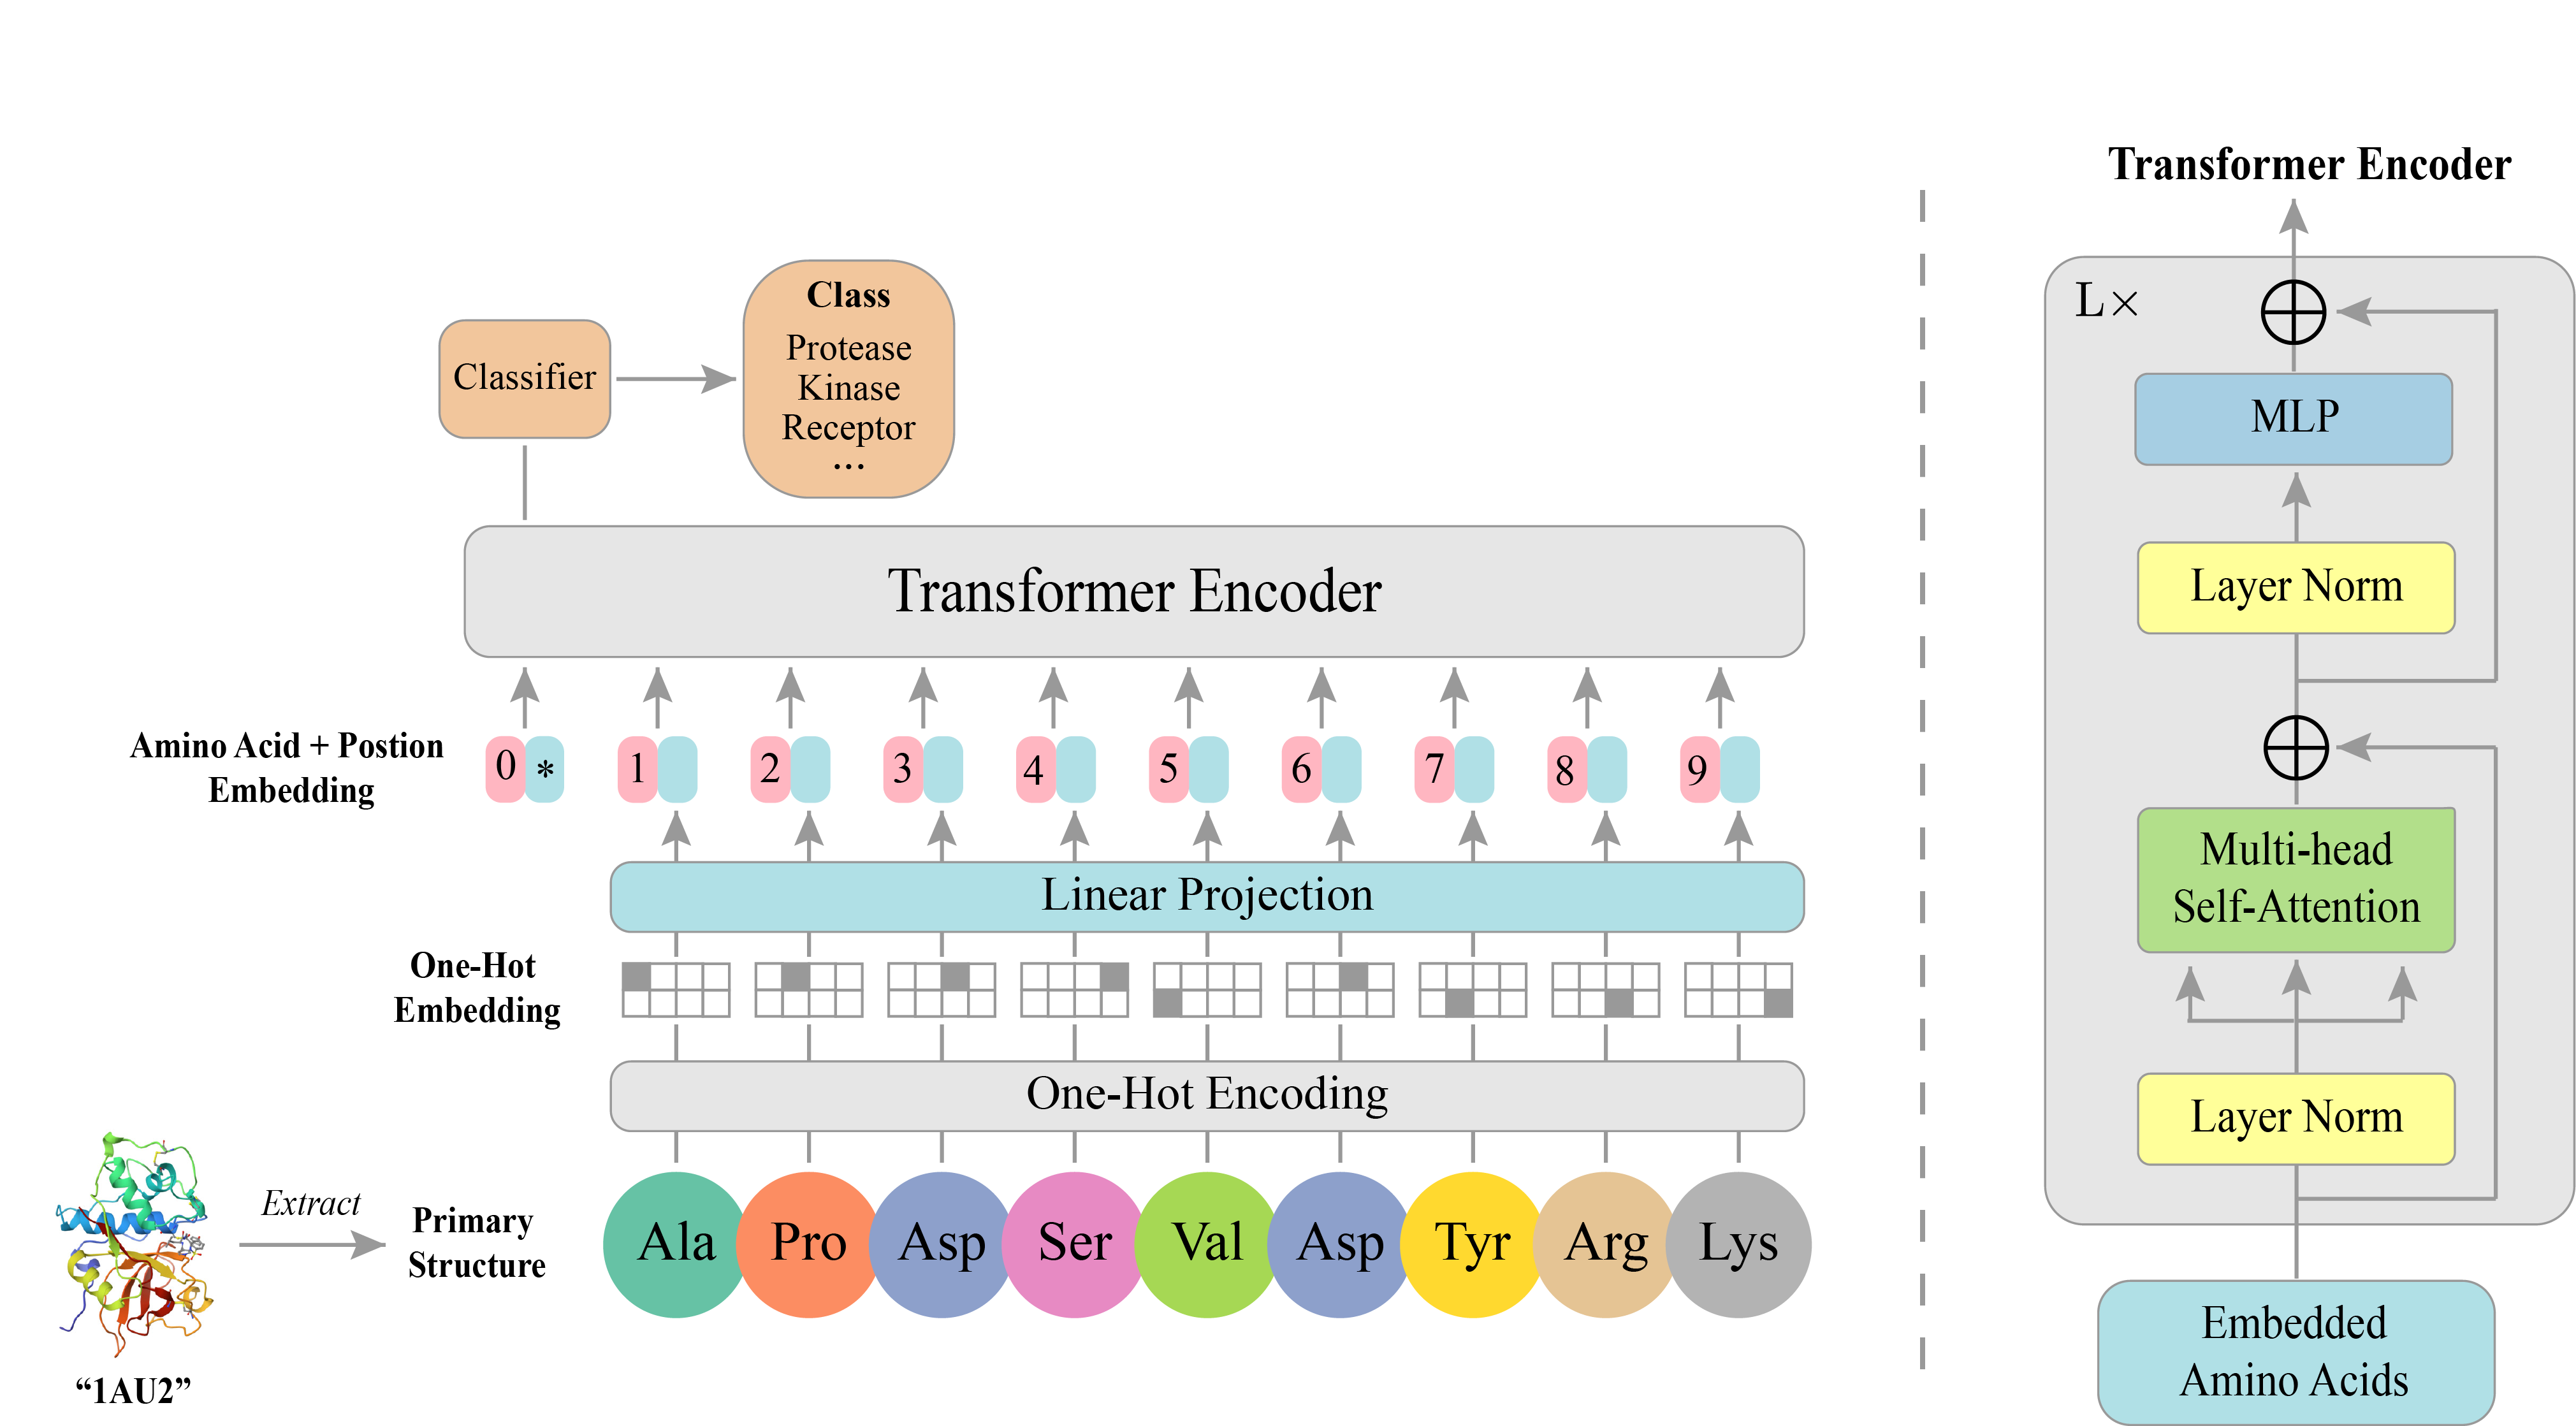 Transformer Encoder
L×
Class
Protease
Kinase
Receptor
...
Classifier
MLP
Transformer Encoder
Layer Norm
Amino Acid + Postion
Embedding
0 * 1 2 3 4 5 6 7 8 9
Multi-head
Self-Attention
Linear Projection
One-Hot
Embedding
One-Hot Encoding
Layer Norm
Extract
Primary
Structure
Ala Pro Asp Ser Val Asp Tyr Arg Lys
Embedded
Amino Acids
“1AU2”